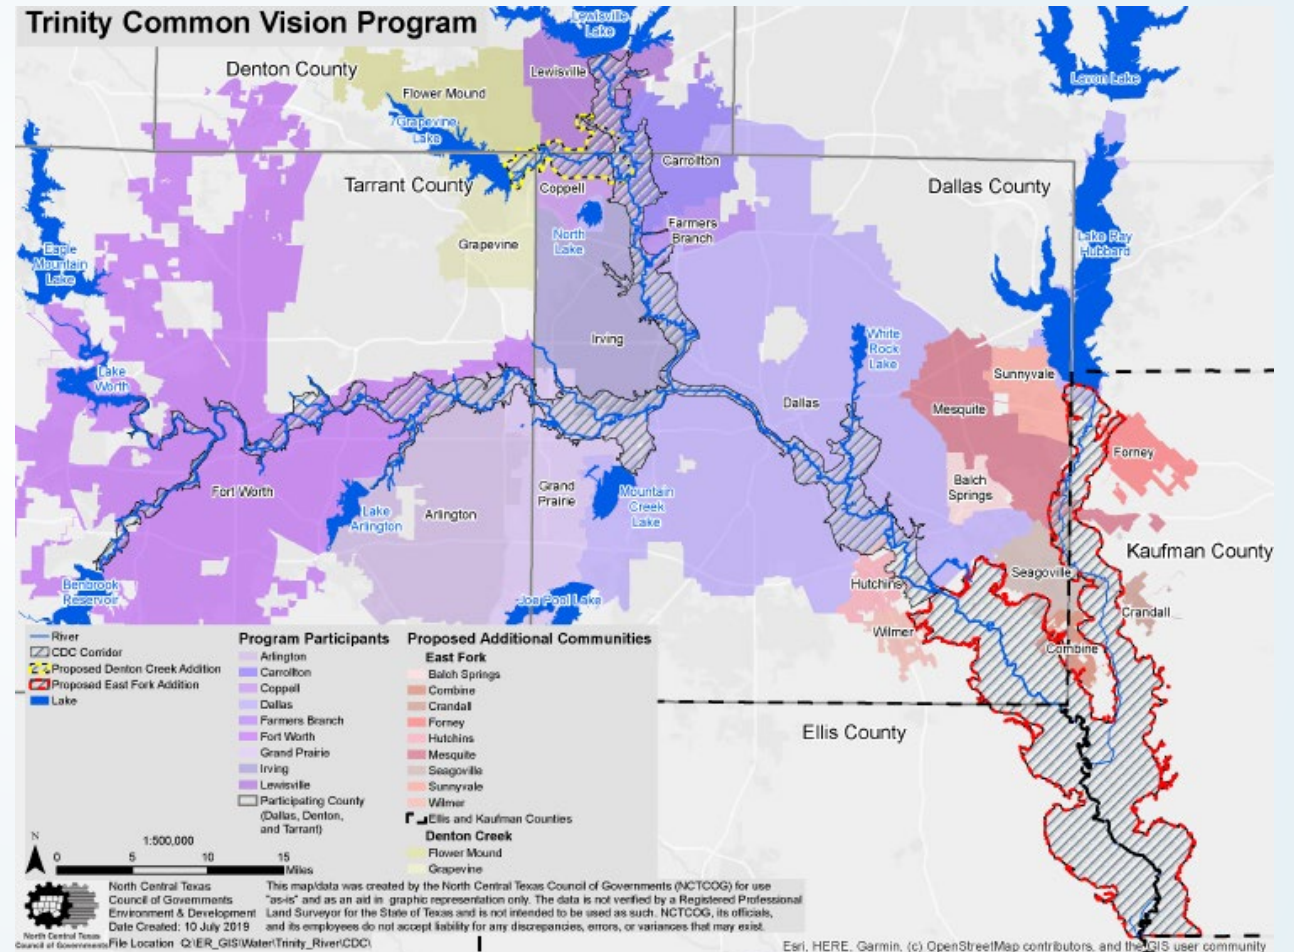 Trinity Common Vision Program
Lewisville
Lake
Denton County
Lewisville
Flower Mound
Lavon Lake
Grapevine
Lake
Carrollton
Tarrant County
Coppell
Dallas County
North
Lake
Farmers
Branch
Grapevine
Lake Ray
Hubbard
Eagle
Mountain
Lake
Irving
White
Rock
Lake
Lake
Worth
Sunnyvale
Dallas
Mesquite
Forney
Fort Worth
Grand
Prairie
Mountain
Creek
Lake
Balch
Springs
Lake
Arlington
Arlington
Kaufman County
Benbrook
Reservoir
Joe Pool Lake
Hutchins
Seagoville
Crandall
Wilmer
Combine
Ellis County
River
CDC Corridor
Proposed Denton Creek Addition
Proposed East Fork Addition
Lake
Program Participants
Arlington
Carrollton
Coppell
Dallas
Farmers Branch
Fort Worth
Grand Prairie
Irving
Lewisville
Participating County
(Dallas, Denton,
and Tarrant)
Proposed Additional Communities
East Fork
Balch Springs
Combine
Crandall
Forney
Hutchins
Mesquite
Seagoville
Sunnyvale
Wilmer
Ellis and Kaufman Counties
Denton Creek
Flower Mound
Grapevine
N
1:500,000
0 5 10 15
Miles
North Central Texas
Council of Governments
Environment & Development
Date Created: 10 July 2019
File Location Q:\ER_GIS\Water\Trinity_River\CDC\
North Central Texas
Council of Governments
This map/data was created by the North Central Texas Council of Governments (NCTCOG) for use
"as-is" and as an aid in graphic representation only. The data is not verified by a Registered Professional
Land Surveyor for the State of Texas and is not intended to be used as such. NCTCOG, its officials,
and its employees do not accept liability for any discrepancies, errors, or variances that may exist.
Esri, HERE, Garmin, (c) OpenStreetMap contributors, and the GIS user community